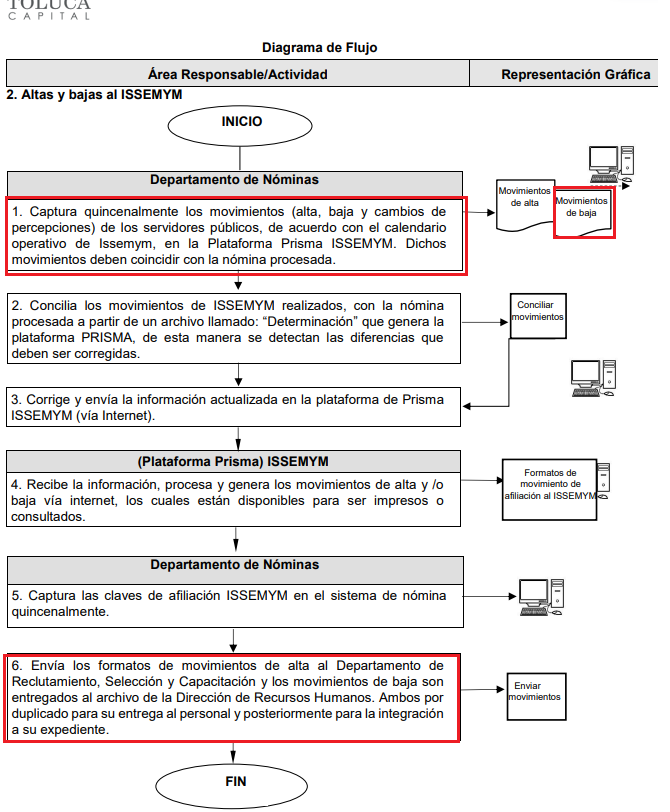 TOLUCA
CAPITAL
Diagrama de Flujo
Área Responsable/Actividad
Representación Gráfica
2. Altas y bajas al ISSEMYM
INICIO
Departamento de Nóminas
1. Captura quincenalmente los movimientos (alta, baja y cambios de
percepciones) de los servidores públicos, de acuerdo con el calendario
operativo de Issemym, en la Plataforma Prisma ISSEMYM. Dichos
movimientos deben coincidir con la nómina procesada.
Movimientos
de alta
Movimientos
de baja
2. Concilia los movimientos de ISSEMYM realizados, con la nómina
procesada a partir de un archivo llamado: “Determinación” que genera la
plataforma PRISMA, de esta manera se detectan las diferencias que
deben ser corregidas.
Conciliar
movimientos
3. Corrige y envía la información actualizada en la plataforma de Prisma
ISSEMYM (vía Internet).
(Plataforma Prisma) ISSEMYM
4. Recibe la información, procesa y genera los movimientos de alta y /o
baja vía internet, los cuales están disponibles para ser impresos o
consultados.
Formatos de
movimiento de
afiliación al ISSEMYM
Departamento de Nóminas
5. Captura las claves de afiliación ISSEMYM en el sistema de nómina
quincenalmente.
6. Envía los formatos de movimientos de alta al Departamento de
Reclutamiento, Selección y Capacitación y los movimientos de baja son
entregados al archivo de la Dirección de Recursos Humanos. Ambos por
duplicado para su entrega al personal y posteriormente para la integración
a su expediente.
Enviar
movimientos
FIN